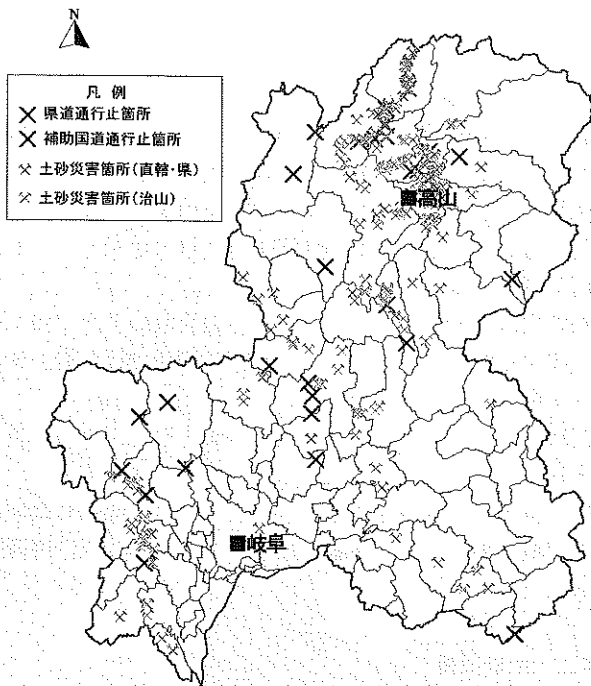 N
凡 例
県道通行止箇所
補助国道通行止箇所
土砂災害箇所(直轄・県)
土砂災害箇所(治山)
高山
岐阜